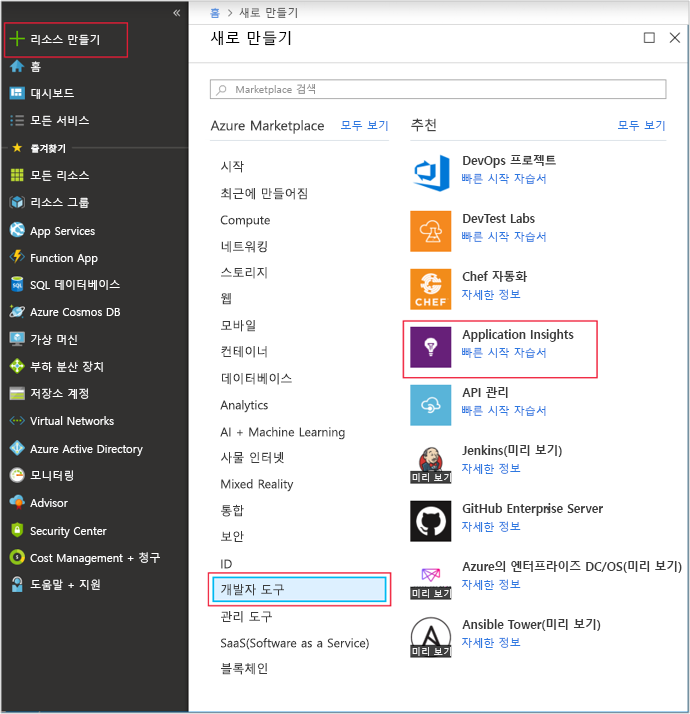 «
리소스 만들기
홈
대시보드
모든 서비스
즐겨찾기
모든 리소스
리소스 그룹
App Services
Function App
SQL 데이터베이스
Azure Cosmos DB
가상 머신
부하 분산 장치
저장소 계정
Virtual Networks
Azure Active Directory
모니터링
Advisor
Security Center
Cost Management + 청구
도움말 + 지원
홈 > 새로 만들기
새로 만들기
Marketplace 검색
Azure Marketplace 모두 보기
시작
최근에 만들어짐
Compute
네트워킹
스토리지
웹
모바일
컨테이너
데이터베이스
Analytics
AI + Machine Learning
사물 인터넷
Mixed Reality
통합
보안
ID
개발자 도구
관리 도구
SaaS(Software as a Service)
블록체인
추천 모두 보기
DevOps 프로젝트
빠른 시작 자습서
DevTest Labs
빠른 시작 자습서
CHEF
Chef 자동화
자세한 정보
Application Insights
빠른 시작 자습서
API 관리
빠른 시작 자습서
Jenkins(미리 보기)
미리 보기
자세한 정보
GitHub Enterprise Server
자세한 정보
Azure의 엔터프라이즈 DC/OS(미리 보기)
미리 보기
자세한 정보
Ansible Tower(미리 보기)
미리 보기
자세한 정보